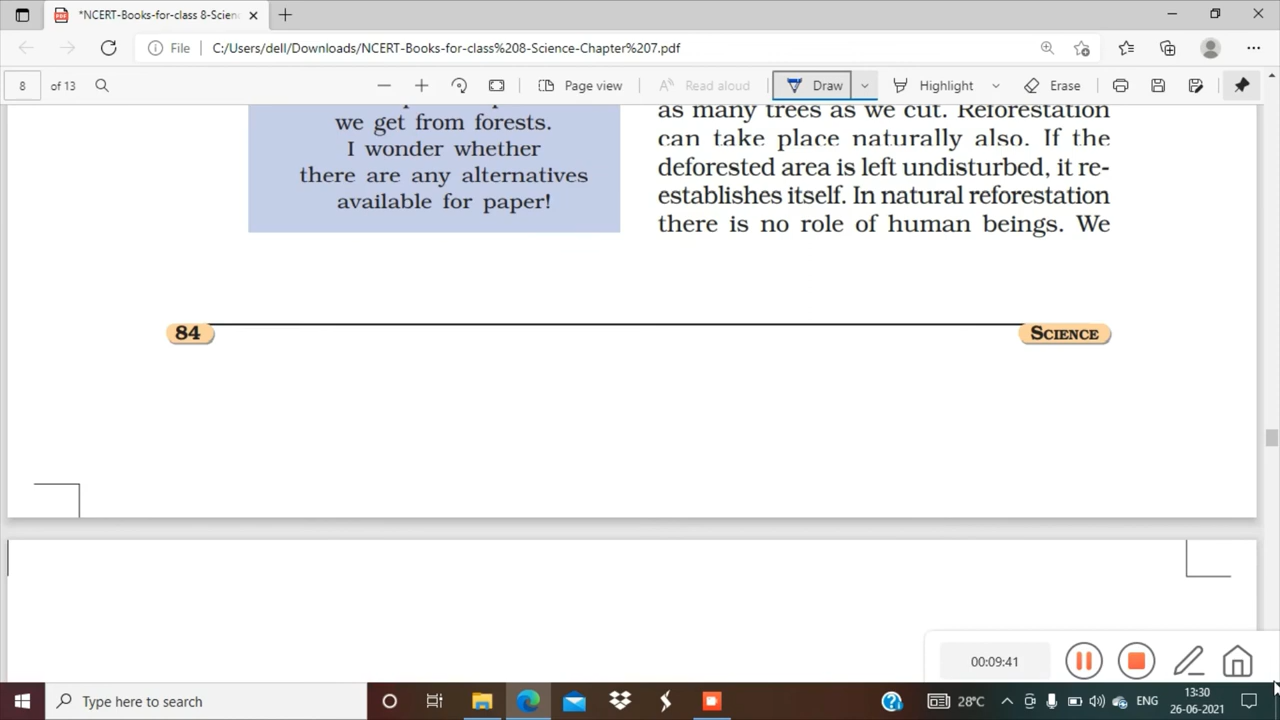 *NCERT-Books-for-class 8-Scien
File
C:/Users/dell/Downloads/NCERT-Books-for-class%208-Science-Chapter%207.pdf
8 of 13
Page view
Read aloud
Draw
Highlight
Erase
we get from forests.
I wonder whether
there are any alternatives
available for paper!
as many trees as we cut. Reforestation
can take place naturally also. If the
deforested area is left undisturbed, it re-
establishes itself. In natural reforestation
there is no role of human beings. We
84
SCIENCE
00:09:41
Type here to search
28°C
ENG
13:30
26-06-2021